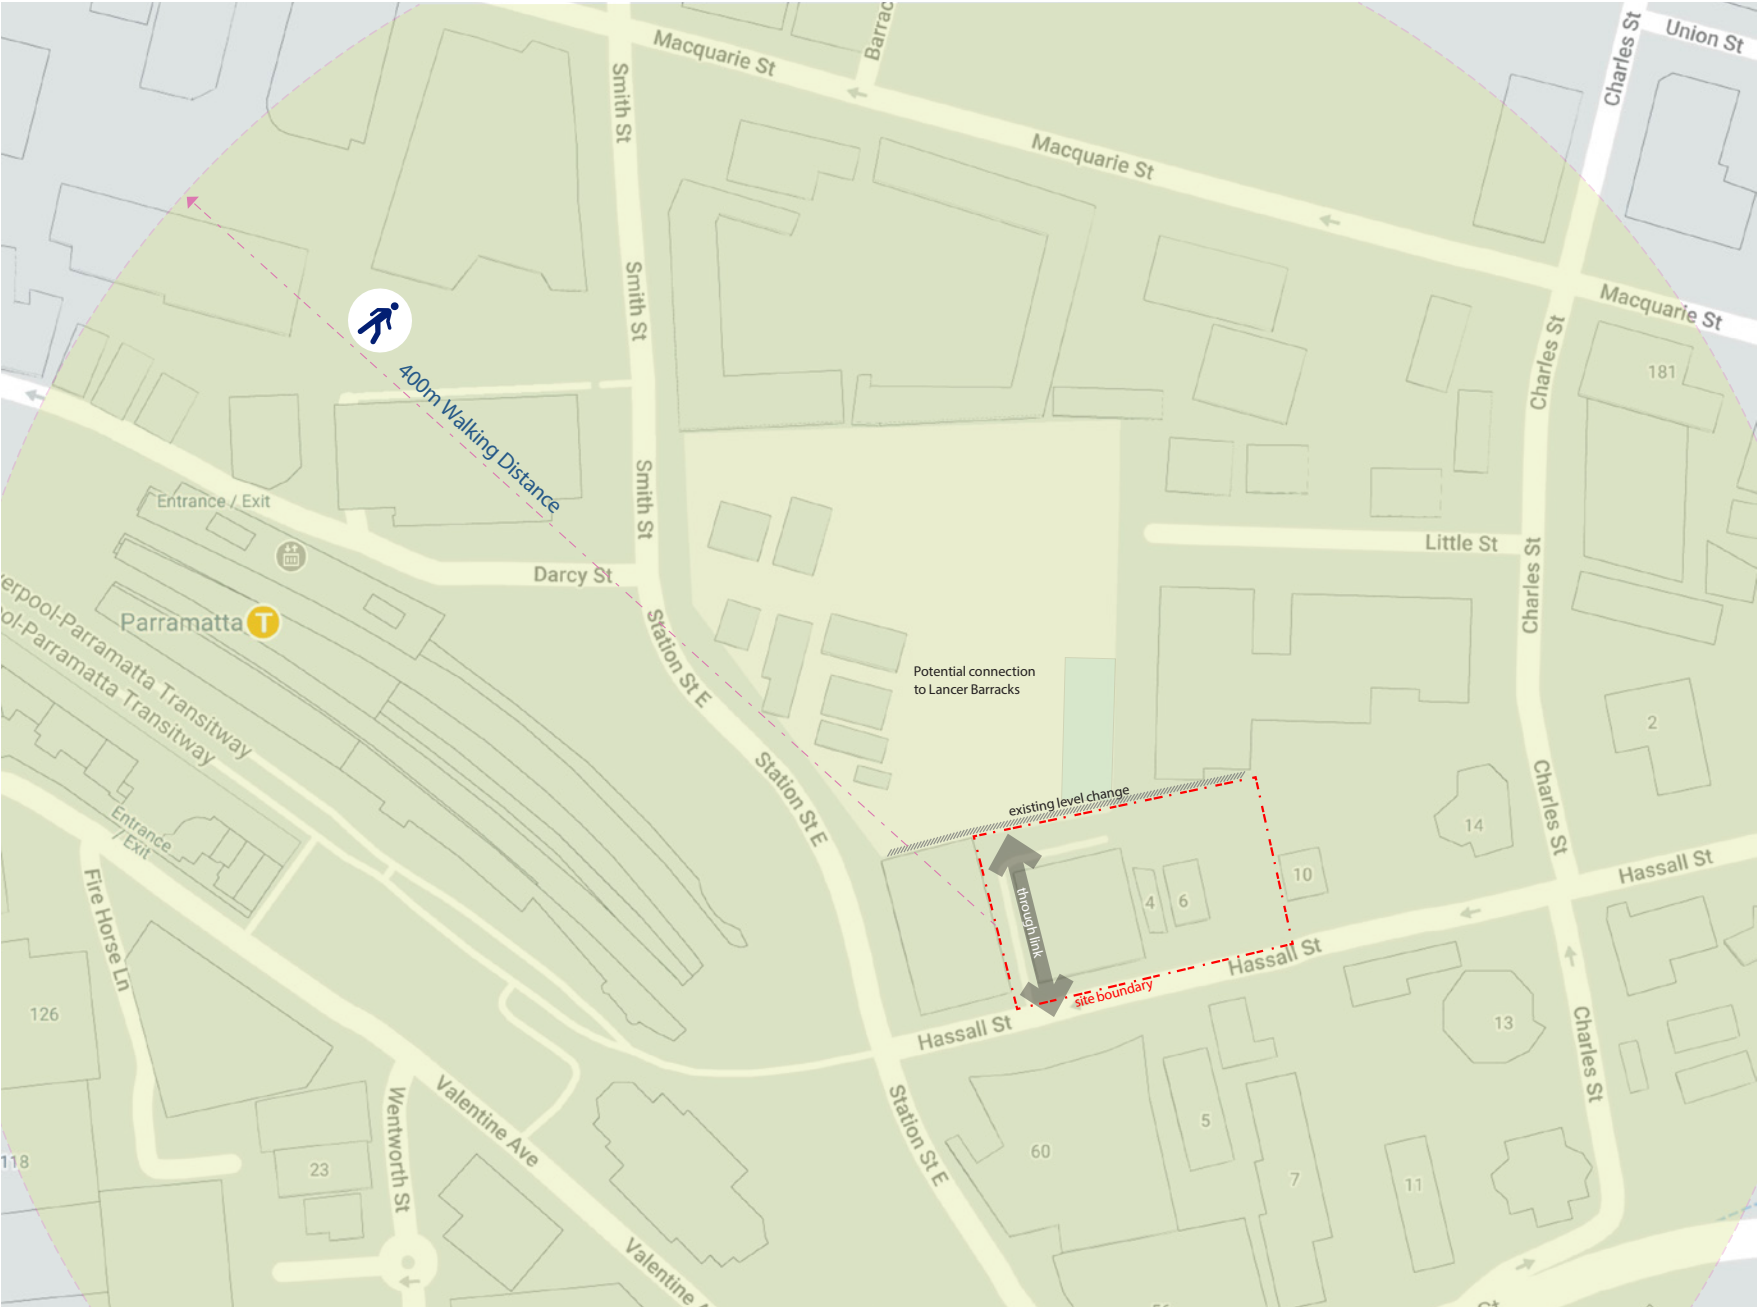 Barrac
Charles St
Union St
Macquarie St
Smith St
Macquarie St
Smith St
Macquarie St
Charles St
181
400m Walking Distance
Smith St
Entrance / Exit
Little St
Charles St
Darcy St
Parramatta T
erpool-Parramatta Transitway
ol-Parramatta Transitway
Station St E
Potential connection
to Lancer Barracks
2
Station St E
existing level change
Charles St
14
Entrance
/ Exit
Hassall St
10
4
6
through link
Fire Horse Ln
Hassall St
site boundary
126
Hassall St
13
Charles St
Valentine Ave
Wentworth St
Station St E
5
60
118
23
7
11
Valentine A